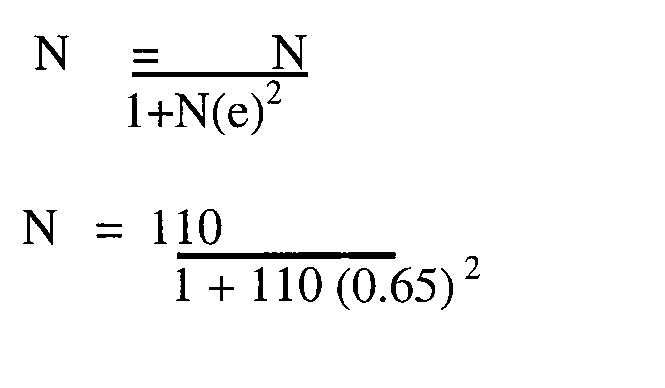 N = N
1+N(e)²
N = 110
1 + 110 (0.65) ²